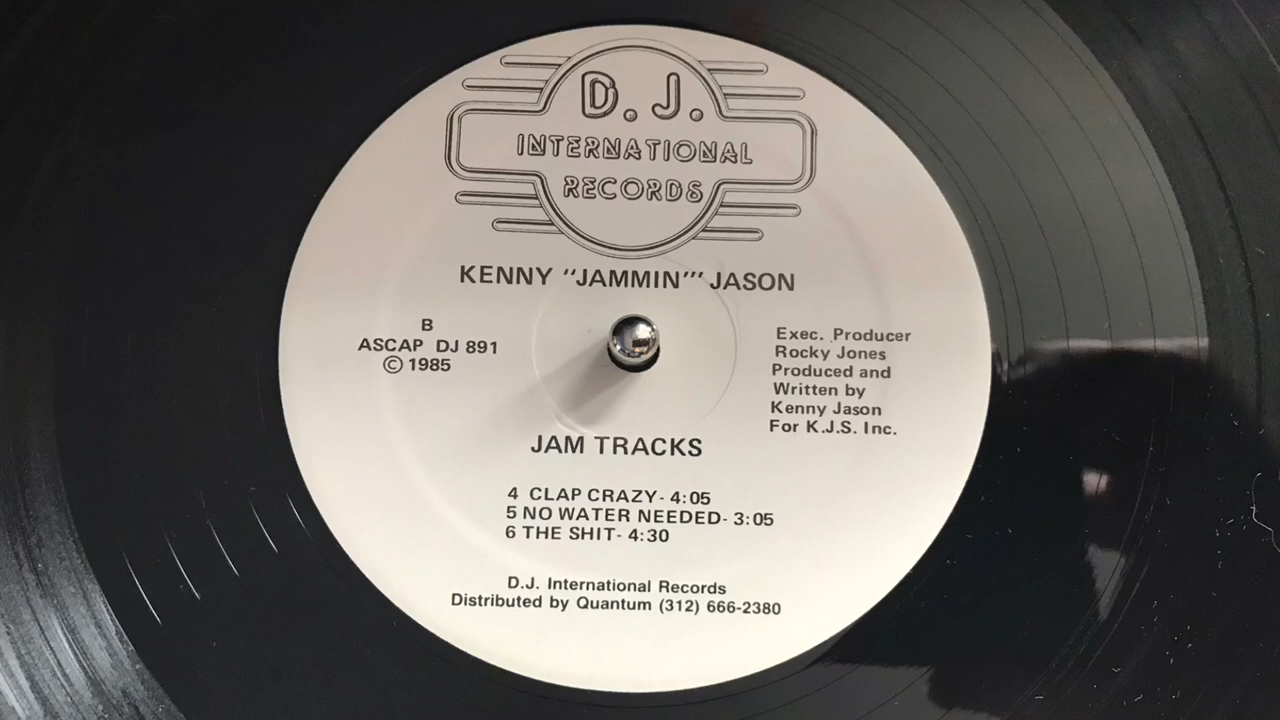 D.J.
INTERNATIONAL
RECORDS
KENNY "JAMMIN'" JASON
B
ASCAP DJ 891
© 1985
Exec. Producer
Rocky Jones
Produced and
Written by
Kenny Jason
For K.J.S. Inc.
JAM TRACKS
4 CLAP CRAZY- 4:05
5 NO WATER NEEDED- 3:05
6 THE SHIT- 4:30
D.J. International Records
Distributed by Quantum (312) 666-2380